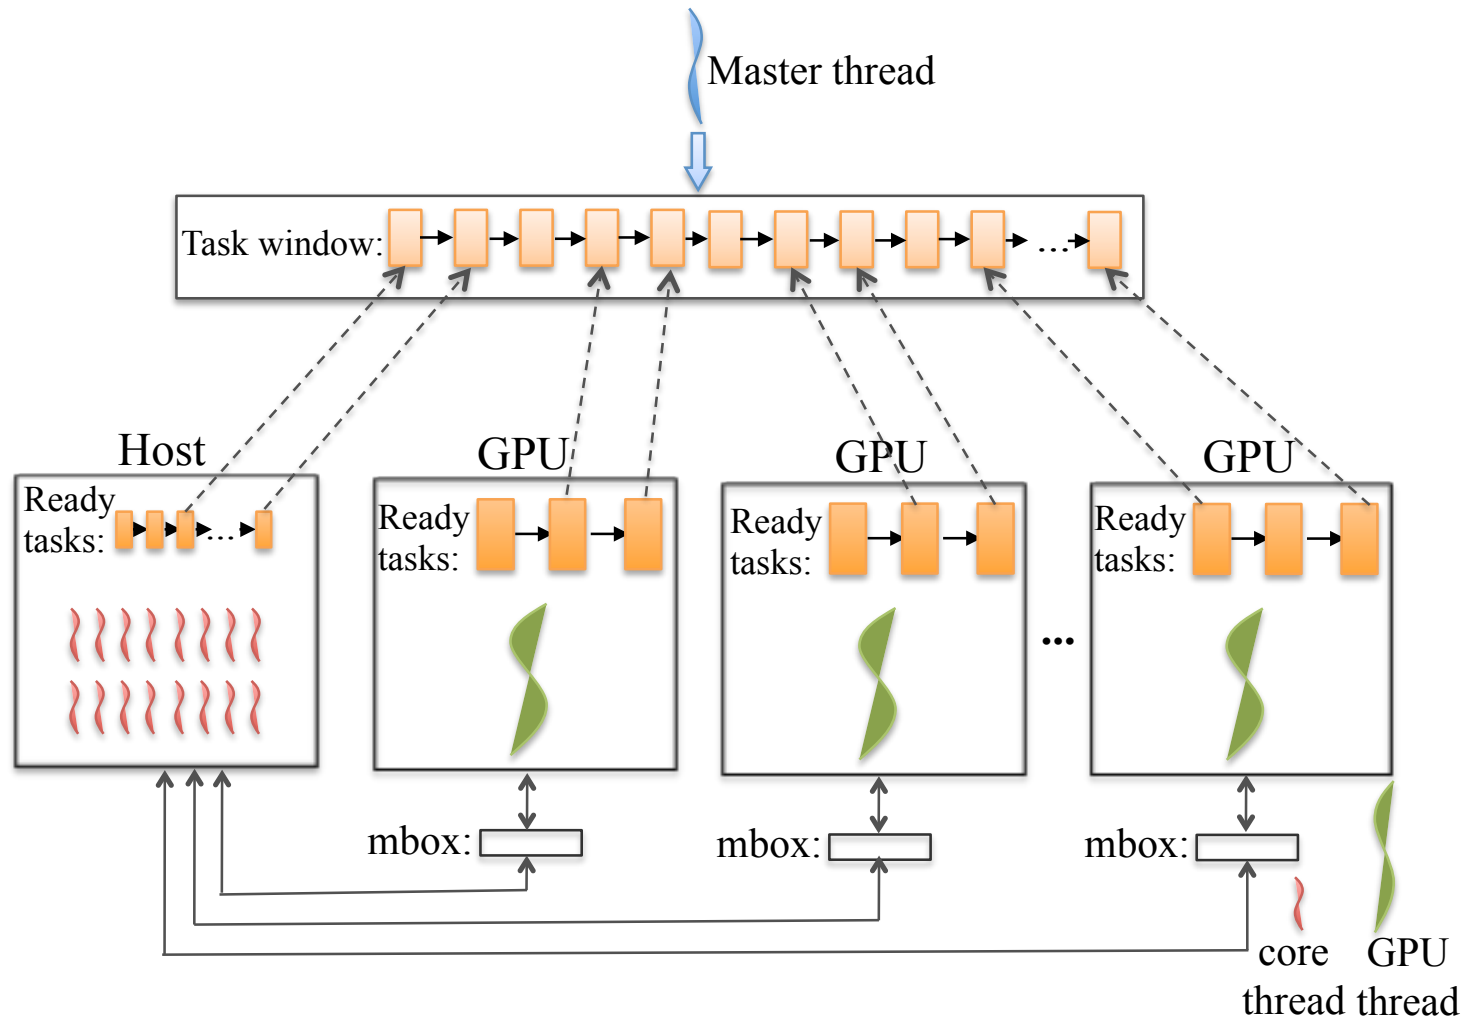 Master thread
Task window:
...
Host
GPU
GPU
GPU
Ready
tasks:
...
Ready
tasks:
Ready
tasks:
Ready
tasks:
...
mbox:
mbox:
mbox:
core
thread
GPU
thread